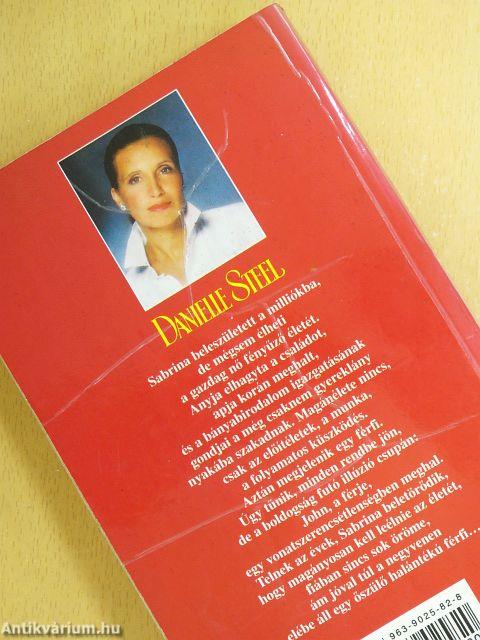 DANIELLE STEEL
Sabrina beleszületett a milliókba,
de mégsem élheti
a gazdag nő fényűző életét.
Anyja elhagyta a családot,
apja korán meghalt,
és a bányabirodalom igazgatásának
gondjai a még csaknem gyereklány
nyakába szakadnak. Magánélete nincs,
csak az előítéletek, a munka,
a folyamatos küszködés.
Aztán megjelenik egy férfi.
Úgy tűnik, minden rendbe jön,
de a boldogság futó illúzió csupán:
John, a férje,
egy vonatszerencsétlenségben meghal.
Telnek az évek, Sabrina beletörődik,
hogy magányosan kell leélnie az életét,
fiában sincs sok öröme,
ám jóval túl a negyvenen
elébe áll egy őszülő halántékú férfi...
963-9025-82-8
Antikvárium.hu